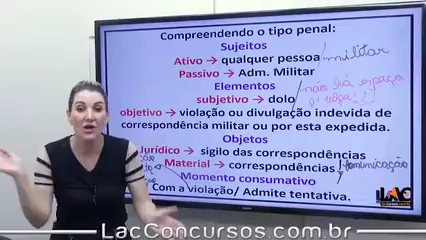 Compreendendo o tipo penal:
Sujeitos
Ativo → qualquer pessoa / militar
Passivo → Adm. Militar
Elementos
subjetivo → dolo / não há espaço
p/ culpa!!
objetivo → violação ou divulgação indevida de
correspondência militar ou por esta expedida.
Objetos
Jurídico → sigilo das correspondências
Material → correspondências / comunicação
Momento consumativo
Com a violação/ Admite tentativa.
LAC
LacConcursos.com.br